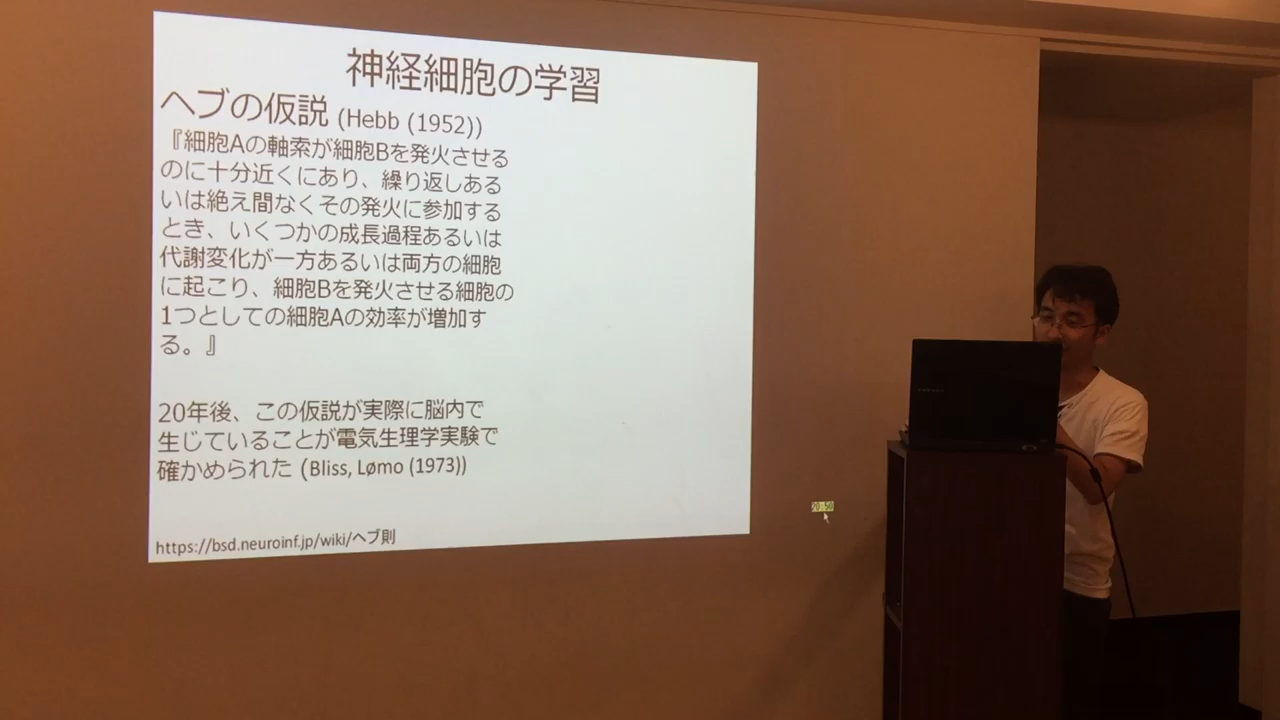 神経細胞の学習
ヘブの仮説 (Hebb (1952))
『細胞Aの軸索が細胞Bを発火させる
のに十分近くにあり、繰り返しある
いは絶え間なくその発火に参加する
とき、いくつかの成長過程あるいは
代謝変化が一方あるいは両方の細胞
に起こり、細胞Bを発火させる細胞の
1つとしての細胞Aの効率が増加す
る。』
20年後、この仮説が実際に脳内で
生じていることが電気生理学実験で
確かめられた (Bliss, Lømo (1973))
https://bsd.neuroinf.jp/wiki/ヘブ則